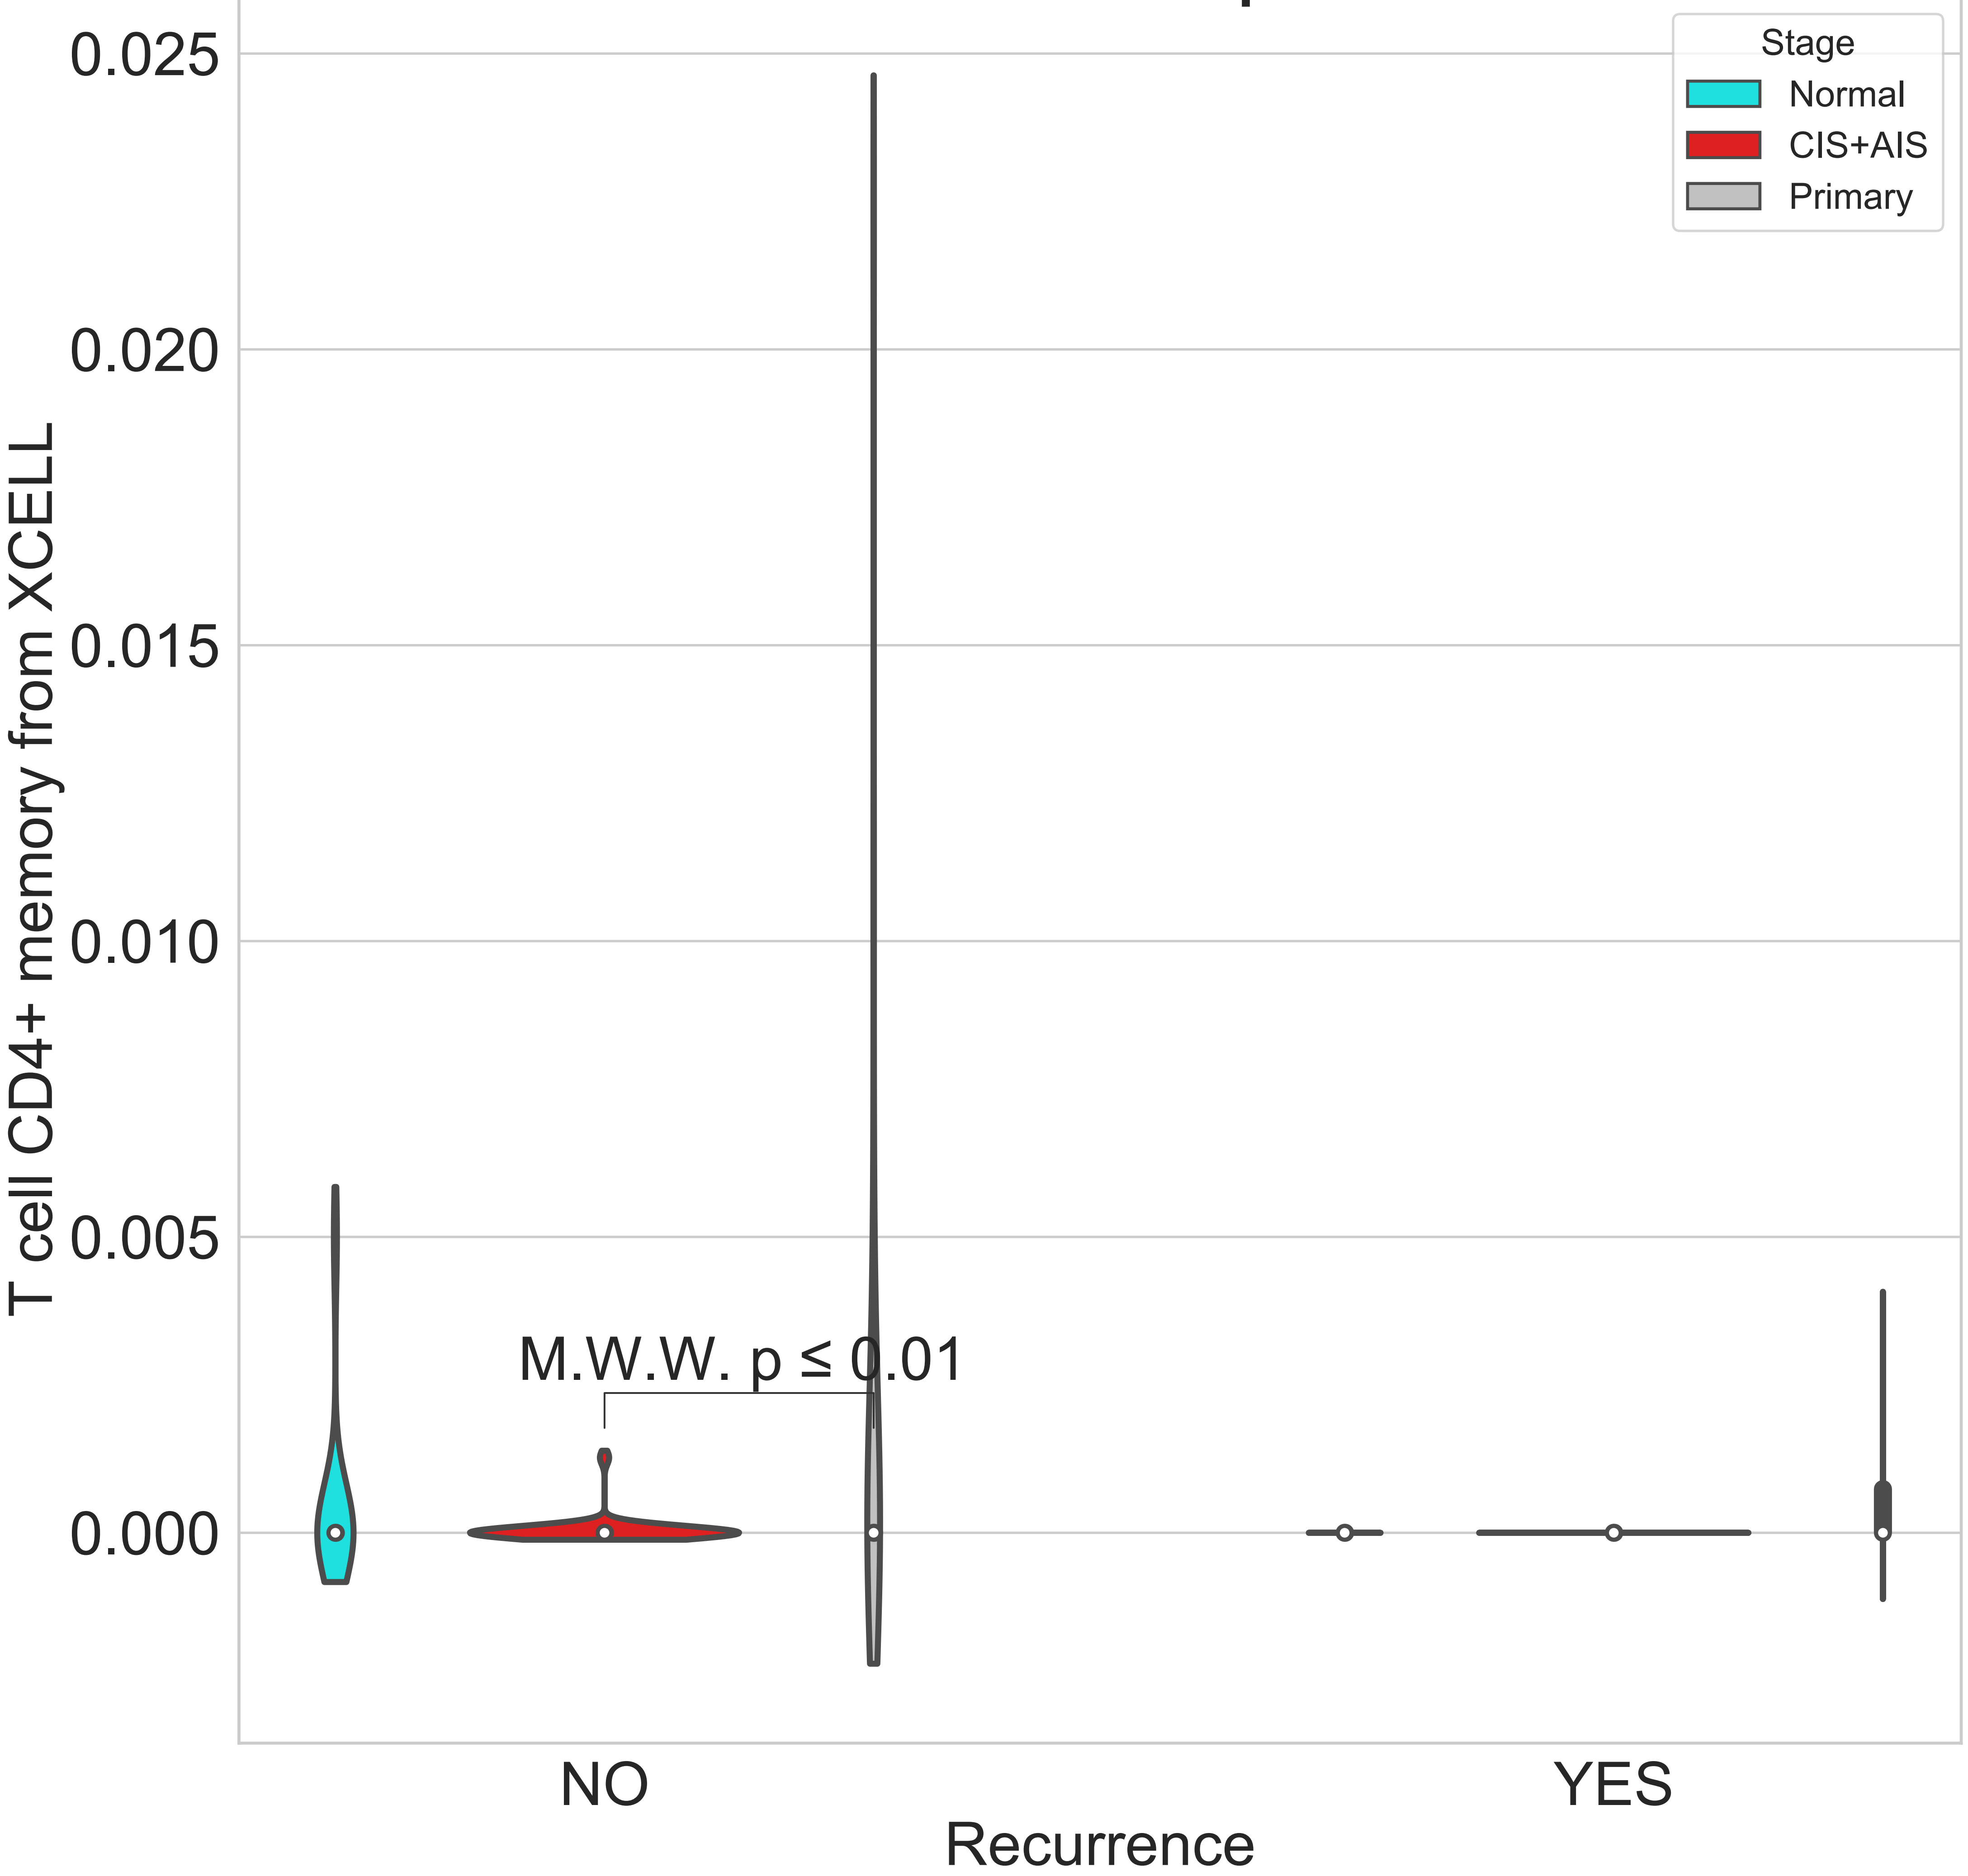 0.025
0.020
0.015
0.010
0.005
0.000
T cell CD4+ memory from XCELL
Stage
Normal
CIS+AIS
Primary
M.W.W. p ≤ 0.01
NO
YES
Recurrence